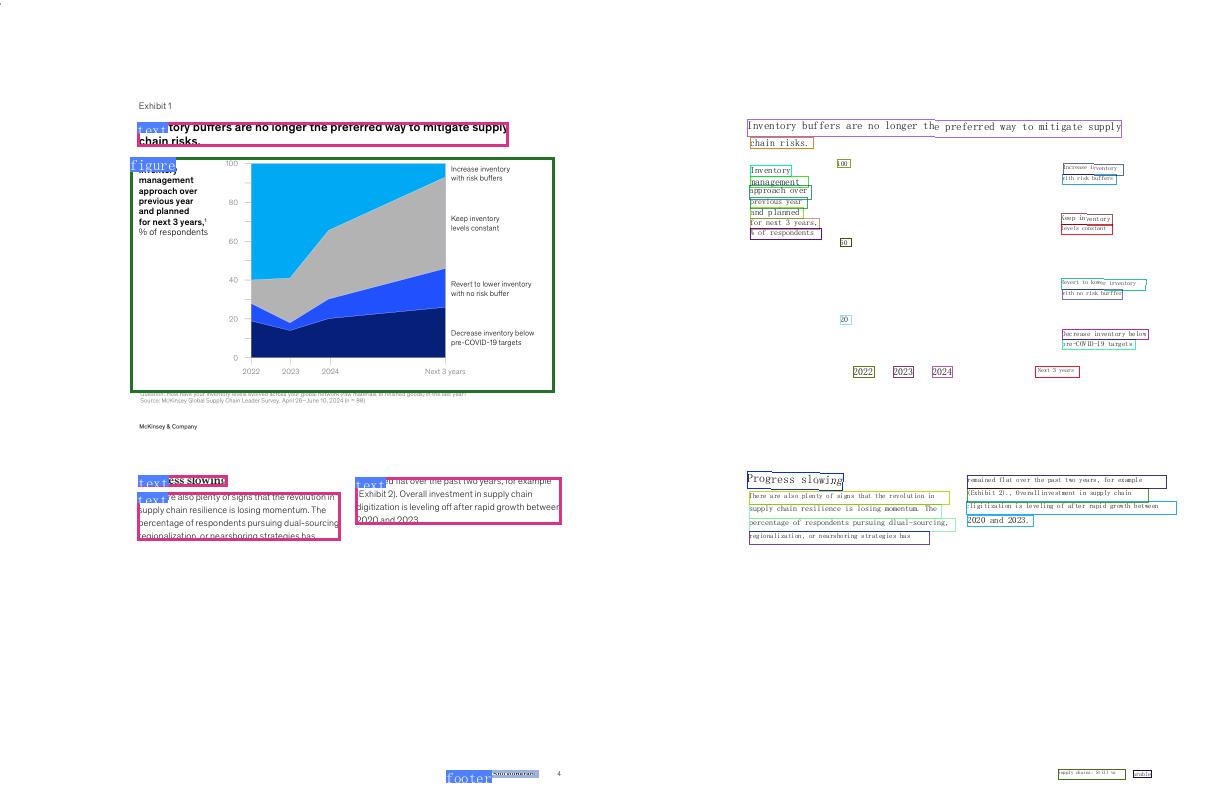 Exhibit 1
text
tory buffers are no longer the preferred way to mitigate supply
chain risks.
figure
management
approach over
previous year
and planned
for next 3 years,¹
% of respondents
100
80
60
40
20
0
2022 2023 2024 Next 3 years
Increase inventory
with risk buffers
Keep inventory
levels constant
Revert to lower inventory
with no risk buffer
Decrease inventory below
pre-COVID-19 targets
Source: McKinsey Global Supply Chain Leader Survey, April 26–June 10, 2024 (n = 88)
McKinsey & Company
text
ess slowing
text
re also plenty of signs that the revolution in
supply chain resilience is losing momentum. The
percentage of respondents pursuing dual-sourcing
regionalization, or nearshoring strategies has
text
d flat over the past two years, for example
(Exhibit 2). Overall investment in supply chain
digitization is leveling off after rapid growth between
2020 and 2023.
footer
4
Inventory buffers are no longer the preferred way to mitigate supply
chain risks.
Inventory
management
approach over
previous year
and planned
for next 3 years,
% of respondents
100
60
20
2022 2023 2024 Next 3 years
Increase inventory
with risk buffers
Keep inventory
levels constant
Revert to lower inventory
with no risk buffer
Decrease inventory below
pre-COVID-19 targets
Progress slowing
There are also plenty of signs that the revolution in
supply chain resilience is losing momentum. The
percentage of respondents pursuing dlual-sourcing,
regionalization, or nearshoring strategies has
remained flat over the past two years, for example
(Exhibit 2)., Overall investment in supply chain
digitization is leveling of after rapid growth between
2020 and 2023.
supply chains: Still